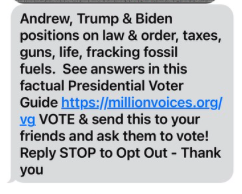 Andrew, Trump & Biden
positions on law & order, taxes,
guns, life, fracking fossil
fuels.  See answers in this
factual Presidential Voter
Guide https://millionvoices.org/
vg VOTE & send this to your
friends and ask them to vote!
Reply STOP to Opt Out - Thank
you